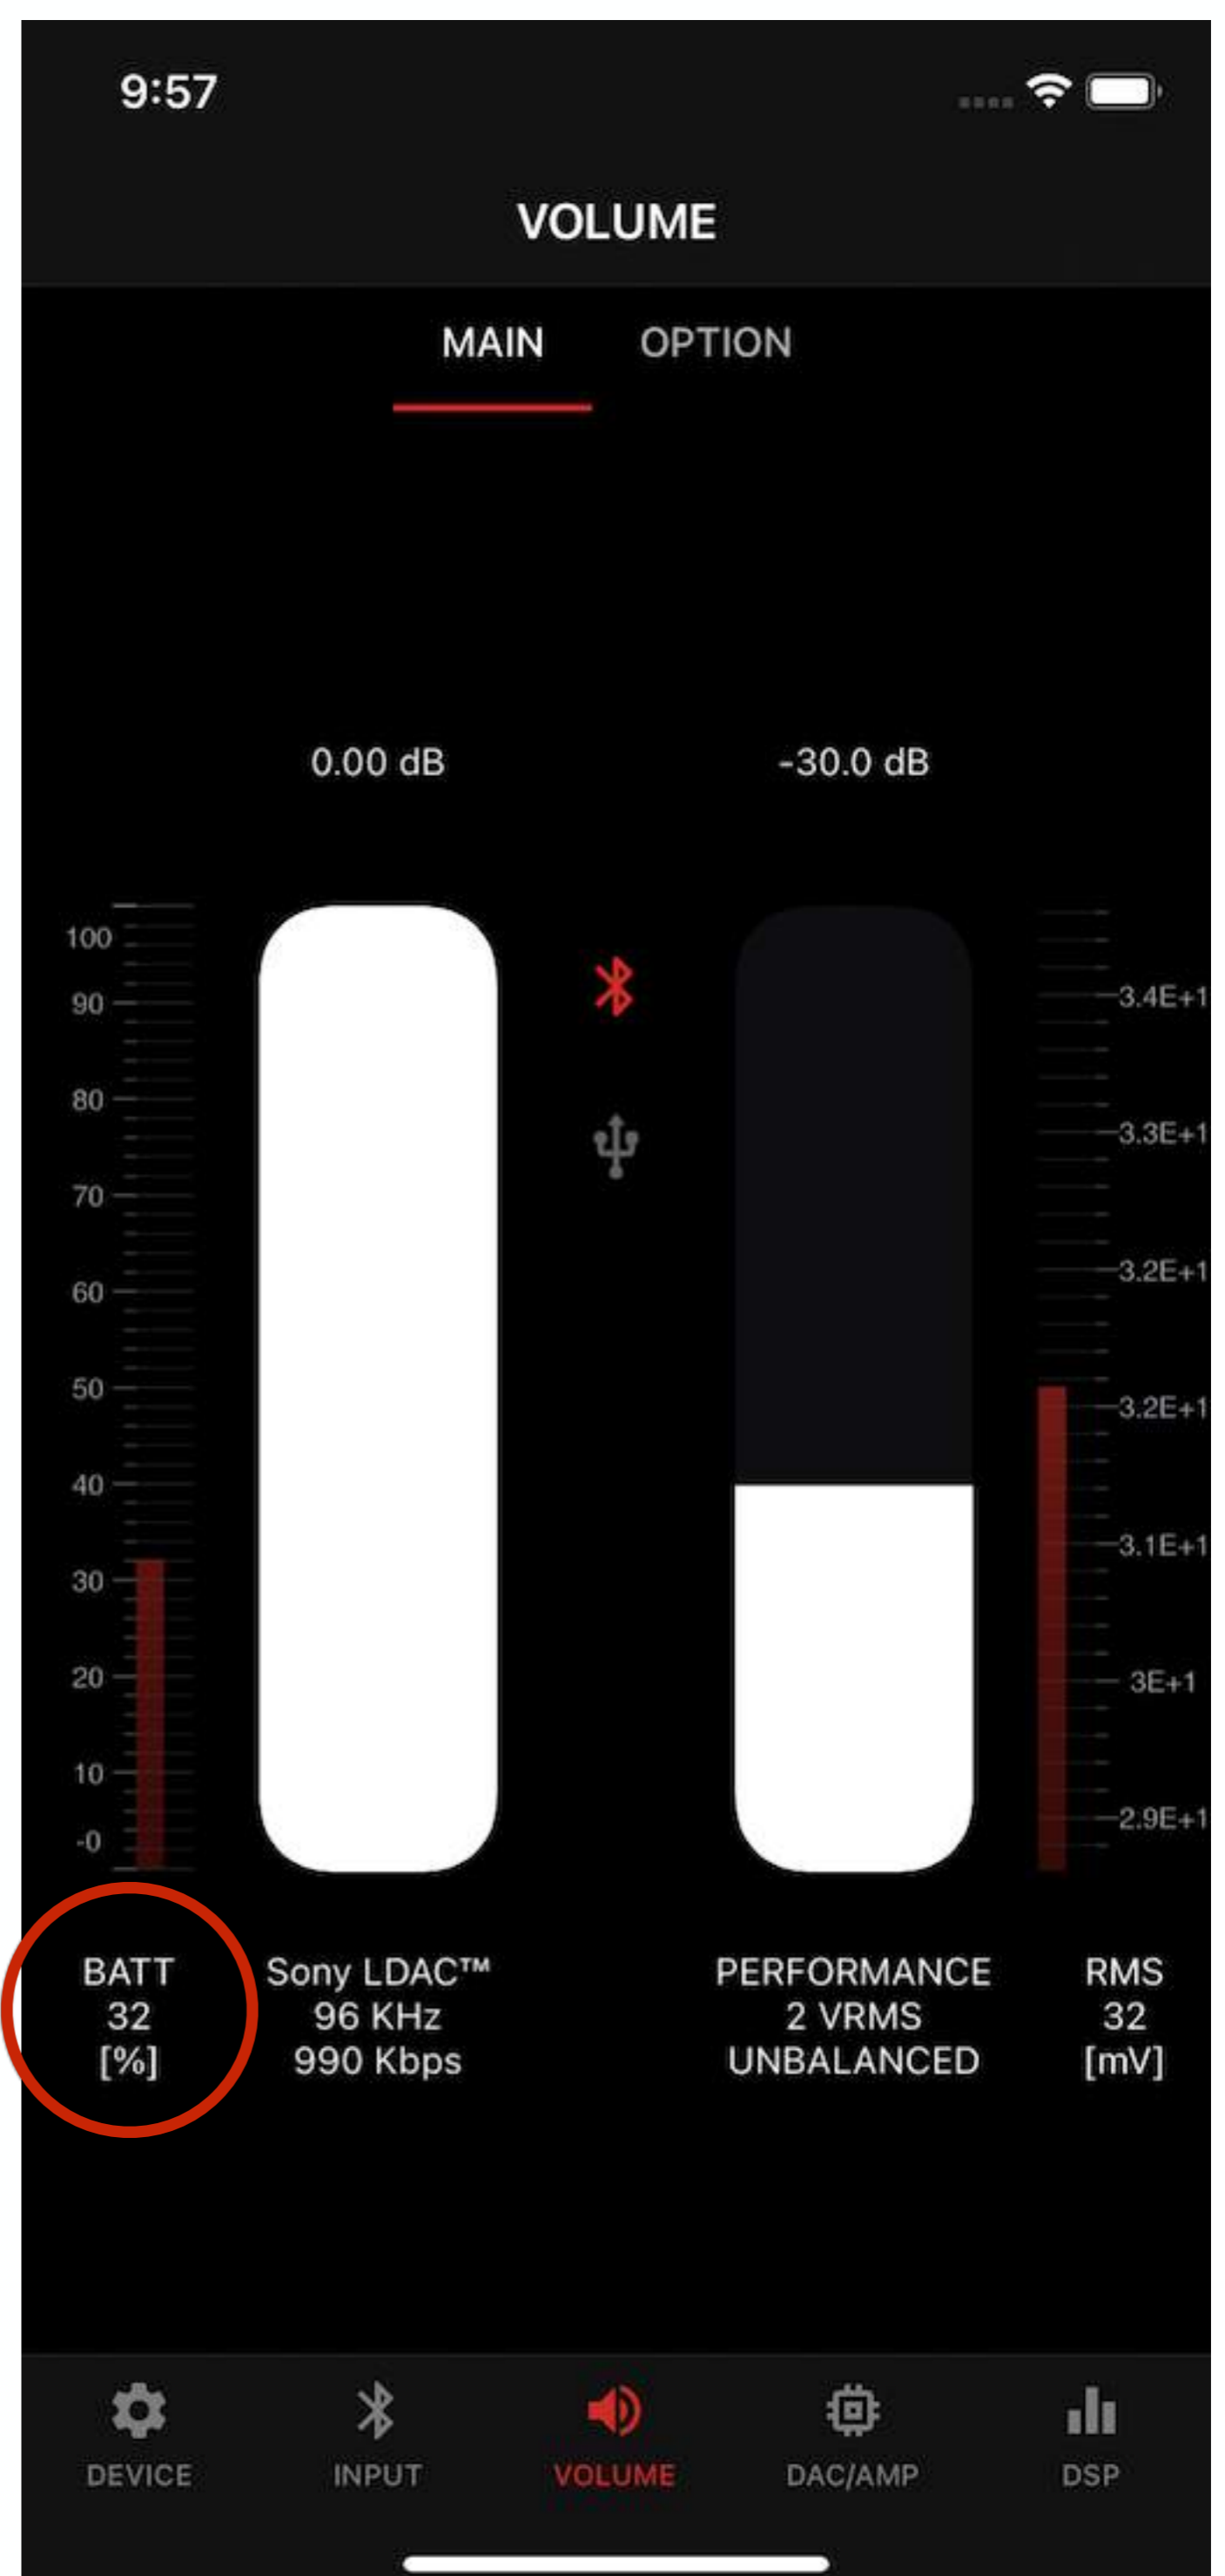 9:57
VOLUME
MAIN OPTION
0.00 dB -30.0 dB
100
90
80
70
60
50
40
30
20
10
-0
3.4E+1
3.3E+1
3.2E+1
3.2E+1
3.1E+1
3E+1
2.9E+1
BATT
32
[%]
Sony LDAC™
96 KHz
990 Kbps
PERFORMANCE
2 VRMS
UNBALANCED
RMS
32
[mV]
DEVICE INPUT VOLUME DAC/AMP DSP